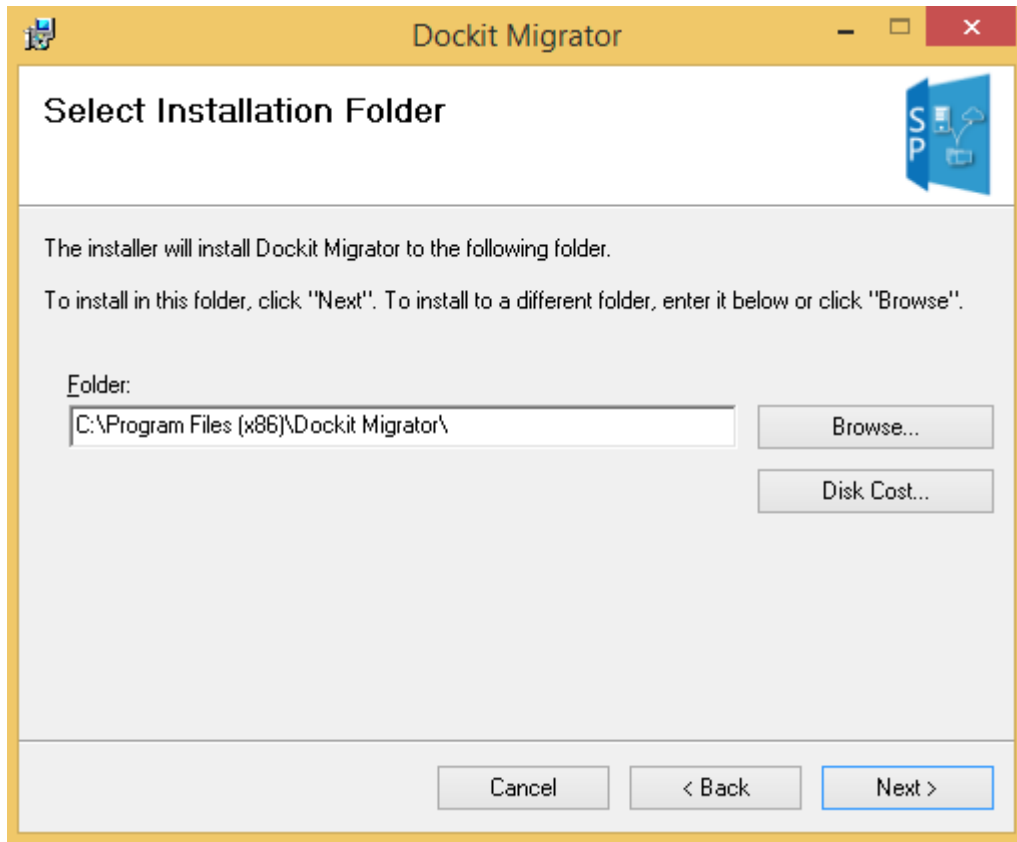 Dockit Migrator
Select Installation Folder
S
P
The installer will install Dockit Migrator to the following folder.
To install in this folder, click "Next". To install to a different folder, enter it below or click "Browse".
Folder:
C:\Program Files (x86)\Dockit Migrator\
Browse...
Disk Cost...
Cancel
< Back
Next >